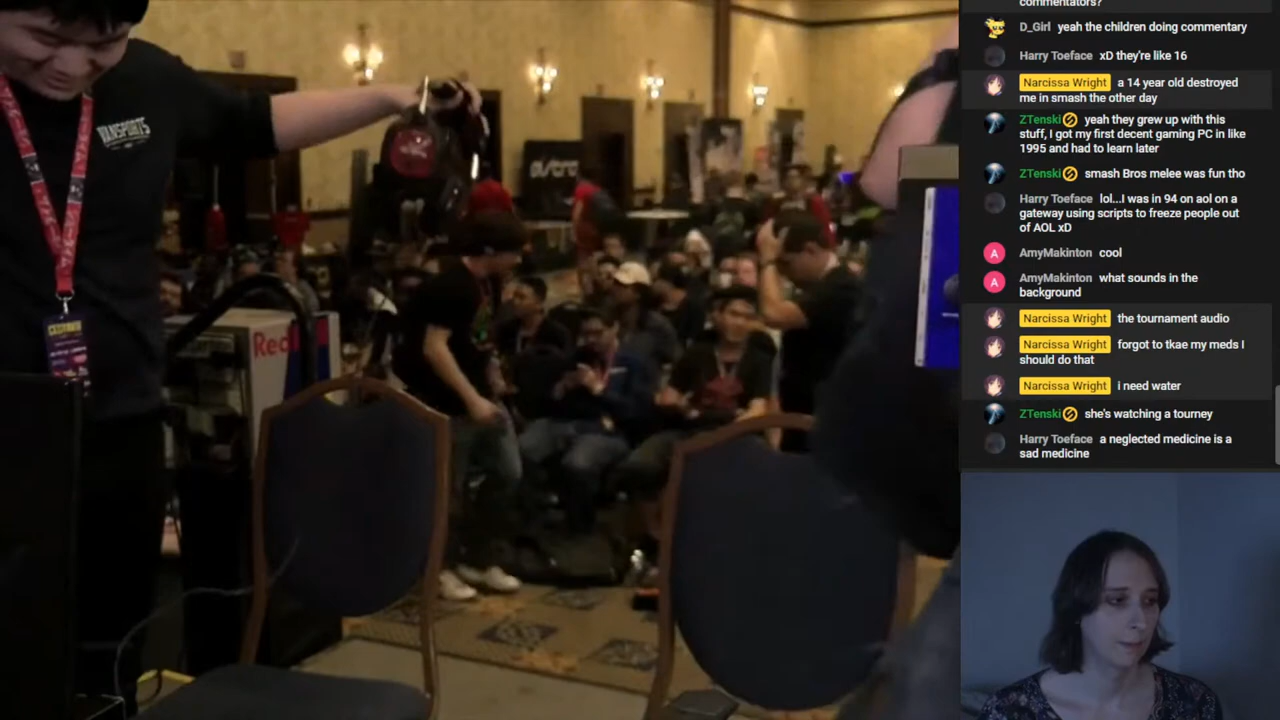 commentators?
D_Girl yeah the children doing commentary
Harry Toeface xD they're like 16
Narcissa Wright a 14 year old destroyed
me in smash the other day
ZTenski yeah they grew up with this
stuff, I got my first decent gaming PC in like
1995 and had to learn later
ZTenski smash Bros melee was fun tho
Harry Toeface lol...I was in 94 on aol on a
gateway using scripts to freeze people out
of AOL xD
A AmyMakinton cool
A AmyMakinton what sounds in the
background
Narcissa Wright the tournament audio
Narcissa Wright forgot to tkae my meds I
should do that
Narcissa Wright i need water
ZTenski she's watching a tourney
Harry Toeface a neglected medicine is a
sad medicine
ASTRO
Red